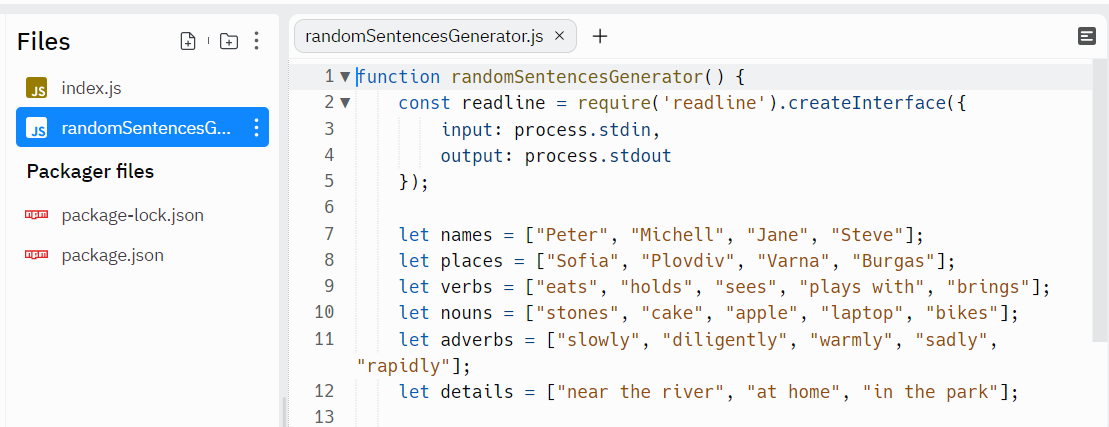 Files
index.js
randomSentencesG...
Packager files
package-lock.json
package.json
randomSentencesGenerator.js × +
1 function randomSentencesGenerator() {
2 const readline = require('readline').createInterface({
3 input: process.stdin,
4 output: process.stdout
5 });
6
7 let names = ["Peter", "Michell", "Jane", "Steve"];
8 let places = ["Sofia", "Plovdiv", "Varna", "Burgas"];
9 let verbs = ["eats", "holds", "sees", "plays with", "brings"];
10 let nouns = ["stones", "cake", "apple", "laptop", "bikes"];
11 let adverbs = ["slowly", "diligently", "warmly", "sadly",
"rapidly"];
12 let details = ["near the river", "at home", "in the park"];
13